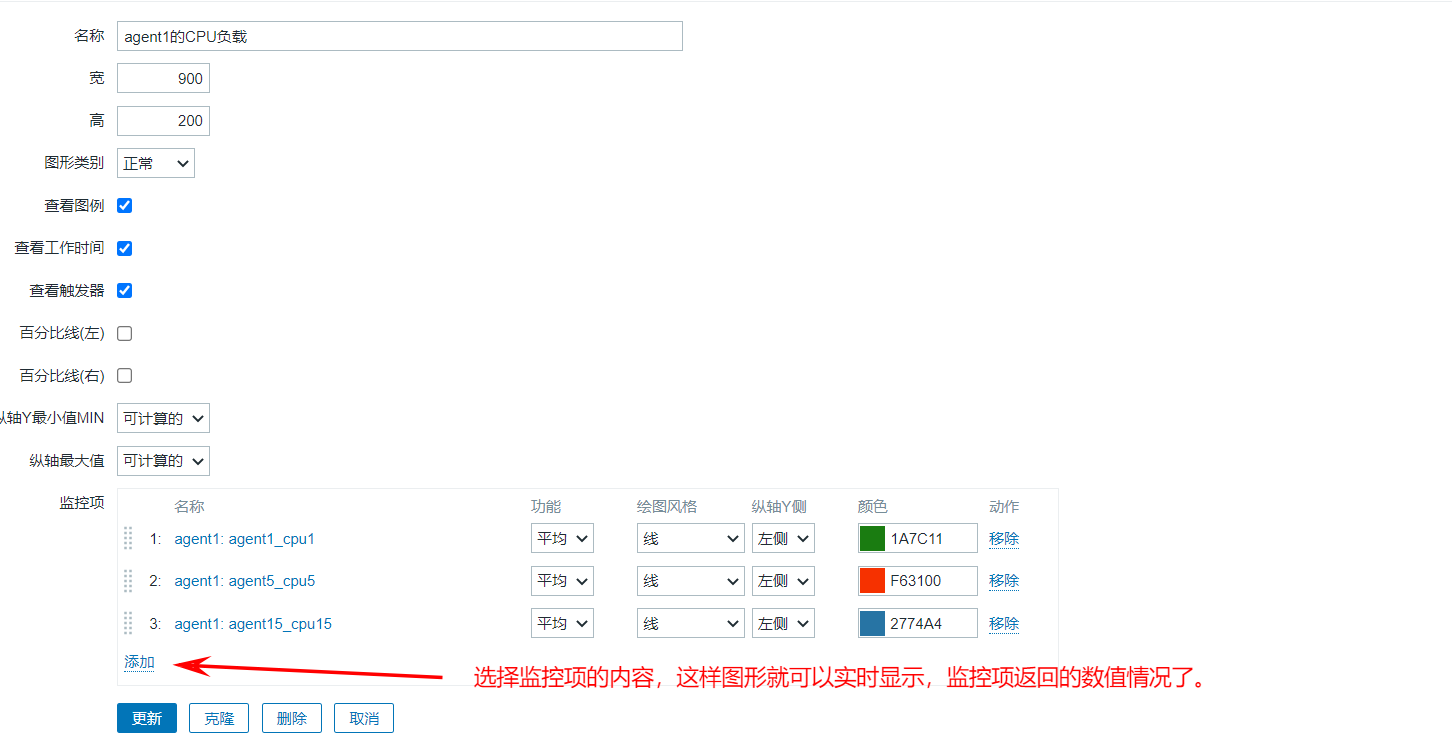 名称 agent1的CPU负载
宽 900
高 200
图形类别 正常
查看图例
查看工作时间
查看触发器
百分比线(左)
百分比线(右)
纵轴Y最小值MIN 可计算的
纵轴最大值 可计算的
监控项 名称 功能 绘图风格 纵轴Y侧 颜色 动作
1: agent1: agent1_cpu1 平均 线 左侧 1A7C11 移除
2: agent1: agent5_cpu5 平均 线 左侧 F63100 移除
3: agent1: agent15_cpu15 平均 线 左侧 2774A4 移除
添加 选择监控项的内容，这样图形就可以实时显示，监控项返回的数值情况了。
更新 克隆 删除 取消